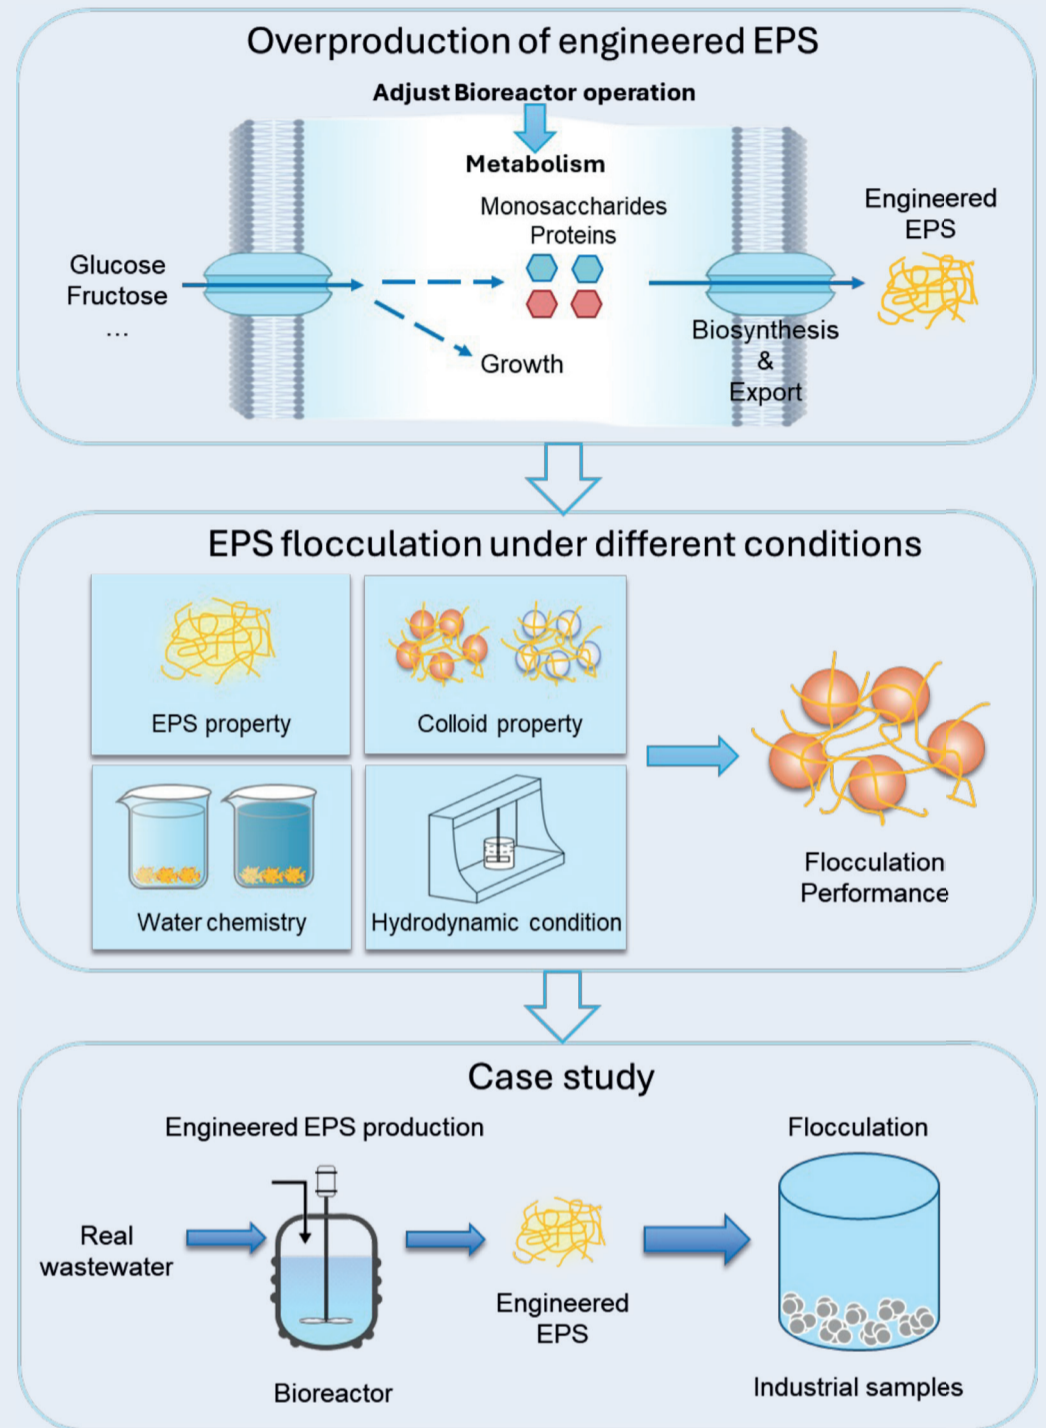 Overproduction of engineered EPS
Adjust Bioreactor operation
Metabolism
Monosaccharides
Proteins
Engineered
EPS
Glucose
Fructose
...
Growth
Biosynthesis
&
Export
EPS flocculation under different conditions
EPS property
Colloid property
Water chemistry
Hydrodynamic condition
Flocculation
Performance
Case study
Engineered EPS production
Flocculation
Real
wastewater
Engineered
EPS
Bioreactor
Industrial samples